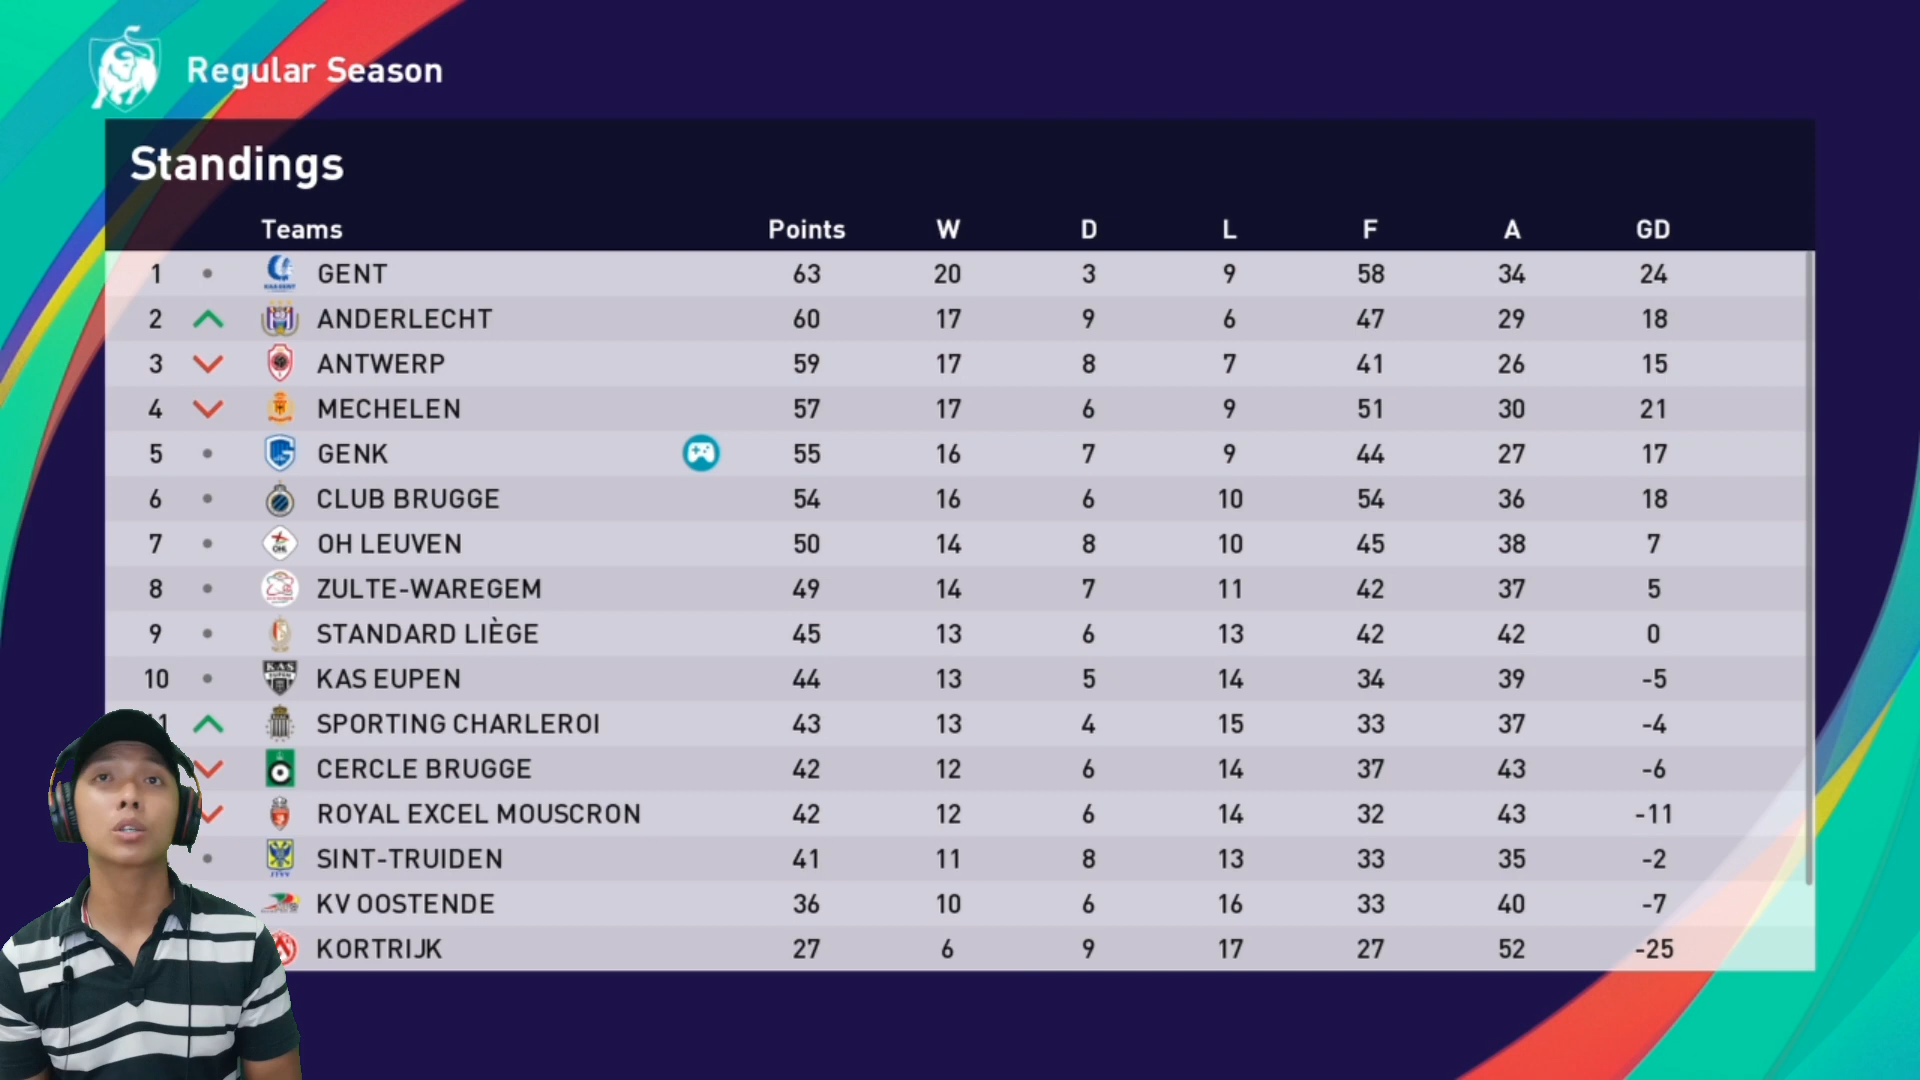 Regular Season
Standings
Teams Points W D L F A GD
1 GENT 63 20 3 9 58 34 24
2 ANDERLECHT 60 17 9 6 47 29 18
3 ANTWERP 59 17 8 7 41 26 15
4 MECHELEN 57 17 6 9 51 30 21
5 GENK 55 16 7 9 44 27 17
6 CLUB BRUGGE 54 16 6 10 54 36 18
7 OH LEUVEN 50 14 8 10 45 38 7
8 ZULTE-WAREGEM 49 14 7 11 42 37 5
9 STANDARD LIÈGE 45 13 6 13 42 42 0
10 KAS EUPEN 44 13 5 14 34 39 -5
SPORTING CHARLEROI 43 13 4 15 33 37 -4
CERCLE BRUGGE 42 12 6 14 37 43 -6
ROYAL EXCEL MOUSCRON 42 12 6 14 32 43 -11
SINT-TRUIDEN 41 11 8 13 33 35 -2
KV OOSTENDE 36 10 6 16 33 40 -7
KORTRIJK 27 6 9 17 27 52 -25